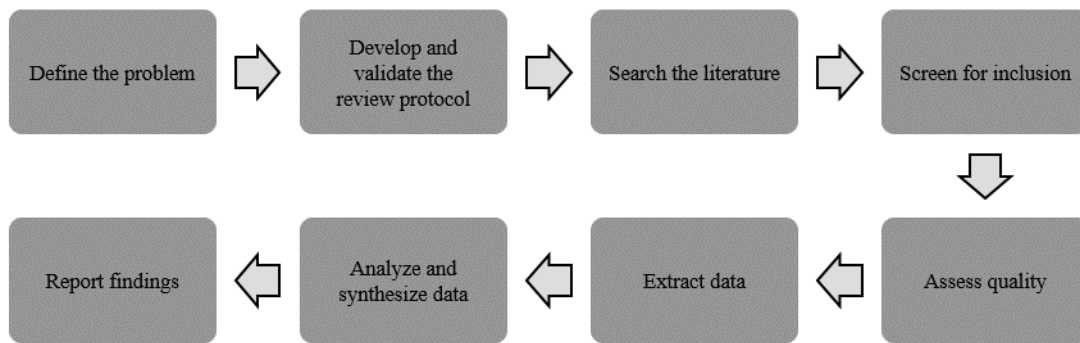 Define the problem
Develop and
validate the
review protocol
Search the literature
Screen for inclusion
Assess quality
Extract data
Analyze and
synthesize data
Report findings